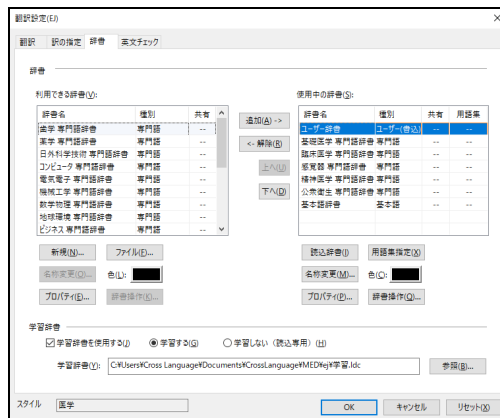 翻訳設定(EJ)
翻訳 訳の指定 辞書 英文チェック
辞書
利用できる辞書(V):
辞書名 種別 共有
歯学 専門語辞書 専門語 --
薬学 専門語辞書 専門語 --
日外科学技術 専門語辞書 専門語 --
コンピュータ 専門語辞書 専門語 --
電気電子 専門語辞書 専門語 --
機械工学 専門語辞書 専門語 --
数学物理 専門語辞書 専門語 --
地球環境 専門語辞書 専門語 --
ビジネス 専門語辞書 専門語 --
追加(A) ->
<- 解除(R)
上へ(U)
下へ(D)
使用中の辞書(S):
辞書名 種別 共有 用語集
ユーザー辞書 ユーザー(書込) -- --
基礎医学 専門語辞書 専門語 -- --
臨床医学 専門語辞書 専門語 -- --
感覚器 専門語辞書 専門語 -- --
精神医学 専門語辞書 専門語 -- --
公衆衛生 専門語辞書 専門語 -- --
基本語辞書 基本語 -- --
新規(N)... ファイル(F)...
名称変更(O)... 色(L):
プロパティ(E)... 辞書操作(K)...
読込辞書(I) 用語集指定(X)
名称変更(M)... 色(C):
プロパティ(P)... 辞書操作(Q)...
学習辞書
学習辞書を使用する(J) 学習する(G) 学習しない（読込専用）(H)
学習辞書(Y): C:¥Users¥Cross Language¥Documents¥CrossLanguage¥MED¥ej¥学習.ldc 参照(B)...
スタイル 医学 OK キャンセル リセット(X)